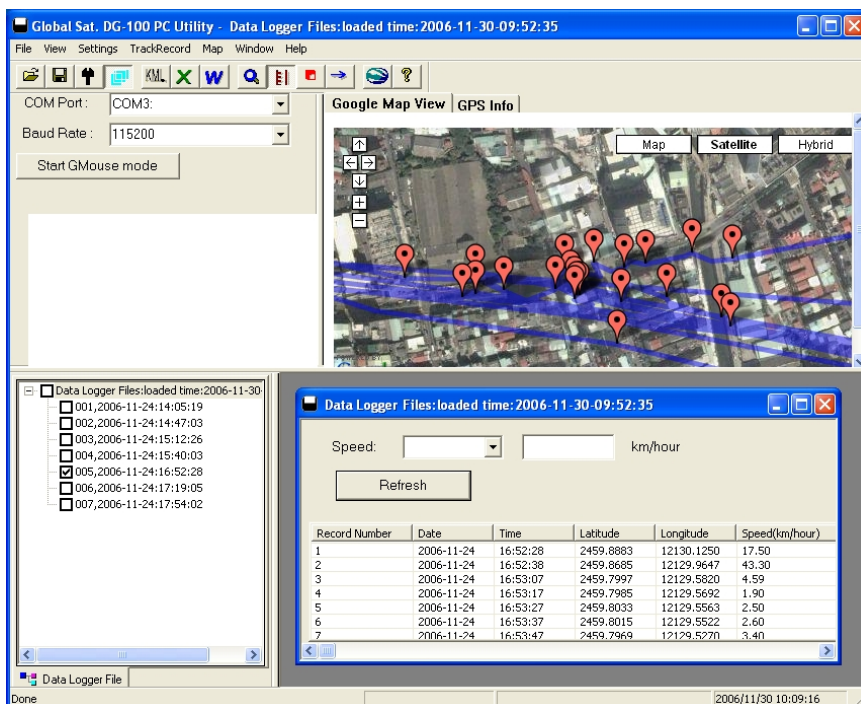 Global Sat. DG-100 PC Utility - Data Logger Files:loaded time:2006-11-30-09:52:35
File View Settings TrackRecord Map Window Help
KML X W ?
COM Port : COM3:
Baud Rate : 115200
Start GMouse mode
Google Map View GPS Info
Map Satellite Hybrid
POWERED BY
Data Logger Files:loaded time:2006-11-30-
001,2006-11-24:14:05:19
002,2006-11-24:14:47:03
003,2006-11-24:15:12:26
004,2006-11-24:15:40:03
005,2006-11-24:16:52:28
006,2006-11-24:17:19:05
007,2006-11-24:17:54:02
Data Logger File
Data Logger Files:loaded time:2006-11-30-09:52:35
Speed: km/hour
Refresh
Record Number Date Time Latitude Longitude Speed(km/hour)
1 2006-11-24 16:52:28 2459.8883 12130.1250 17.50
2 2006-11-24 16:52:38 2459.8685 12129.9647 43.30
3 2006-11-24 16:53:07 2459.7997 12129.5820 4.59
4 2006-11-24 16:53:17 2459.7985 12129.5692 1.90
5 2006-11-24 16:53:27 2459.8033 12129.5563 2.50
6 2006-11-24 16:53:37 2459.8015 12129.5522 2.60
7 2006-11-24 16:53:47 2459.7969 12129.5270 3.40
Done 2006/11/30 10:09:16